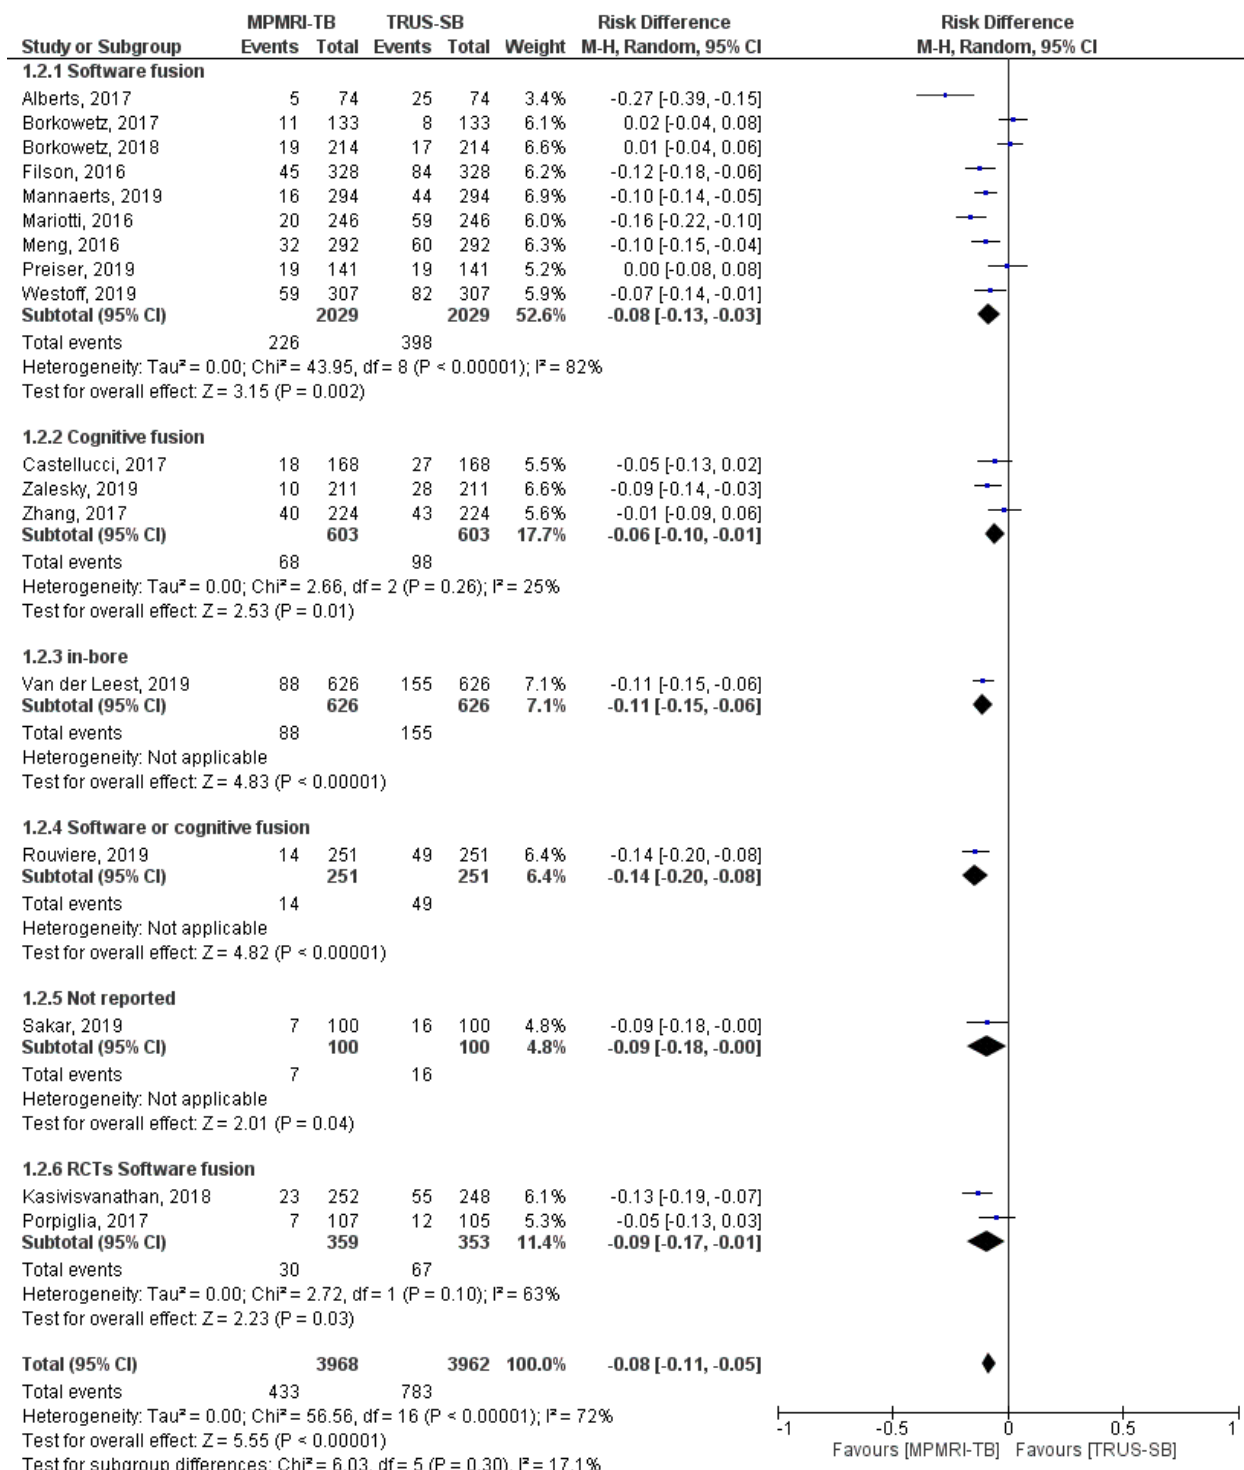 MPMRI-TB TRUS-SB Risk Difference Risk Difference
Study or Subgroup Events Total Events Total Weight M-H, Random, 95% CI M-H, Random, 95% CI
1.2.1 Software fusion
Alberts, 2017 5 74 25 74 3.4% -0.27 [-0.39, -0.15]
Borkowetz, 2017 11 133 8 133 6.1% 0.02 [-0.04, 0.08]
Borkowetz, 2018 19 214 17 214 6.6% 0.01 [-0.04, 0.06]
Filson, 2016 45 328 84 328 6.2% -0.12 [-0.18, -0.06]
Mannaerts, 2019 16 294 44 294 6.9% -0.10 [-0.14, -0.05]
Mariotti, 2016 20 246 59 246 6.0% -0.16 [-0.22, -0.10]
Meng, 2016 32 292 60 292 6.3% -0.10 [-0.15, -0.04]
Preiser, 2019 19 141 19 141 5.2% 0.00 [-0.08, 0.08]
Westoff, 2019 59 307 82 307 5.9% -0.07 [-0.14, -0.01]
Subtotal (95% CI) 2029 2029 52.6% -0.08 [-0.13, -0.03]
Total events 226 398
Heterogeneity: Tau² = 0.00; Chi² = 43.95, df = 8 (P < 0.00001); I² = 82%
Test for overall effect: Z = 3.15 (P = 0.002)
1.2.2 Cognitive fusion
Castellucci, 2017 18 168 27 168 5.5% -0.05 [-0.13, 0.02]
Zalesky, 2019 10 211 28 211 6.6% -0.09 [-0.14, -0.03]
Zhang, 2017 40 224 43 224 5.6% -0.01 [-0.09, 0.06]
Subtotal (95% CI) 603 603 17.7% -0.06 [-0.10, -0.01]
Total events 68 98
Heterogeneity: Tau² = 0.00; Chi² = 2.66, df = 2 (P = 0.26); I² = 25%
Test for overall effect: Z = 2.53 (P = 0.01)
1.2.3 in-bore
Van der Leest, 2019 88 626 155 626 7.1% -0.11 [-0.15, -0.06]
Subtotal (95% CI) 626 626 7.1% -0.11 [-0.15, -0.06]
Total events 88 155
Heterogeneity: Not applicable
Test for overall effect: Z = 4.83 (P < 0.00001)
1.2.4 Software or cognitive fusion
Rouviere, 2019 14 251 49 251 6.4% -0.14 [-0.20, -0.08]
Subtotal (95% CI) 251 251 6.4% -0.14 [-0.20, -0.08]
Total events 14 49
Heterogeneity: Not applicable
Test for overall effect: Z = 4.82 (P < 0.00001)
1.2.5 Not reported
Sakar, 2019 7 100 16 100 4.8% -0.09 [-0.18, -0.00]
Subtotal (95% CI) 100 100 4.8% -0.09 [-0.18, -0.00]
Total events 7 16
Heterogeneity: Not applicable
Test for overall effect: Z = 2.01 (P = 0.04)
1.2.6 RCTs Software fusion
Kasivisvanathan, 2018 23 252 55 248 6.1% -0.13 [-0.19, -0.07]
Porpiglia, 2017 7 107 12 105 5.3% -0.05 [-0.13, 0.03]
Subtotal (95% CI) 359 353 11.4% -0.09 [-0.17, -0.01]
Total events 30 67
Heterogeneity: Tau² = 0.00; Chi² = 2.72, df = 1 (P = 0.10); I² = 63%
Test for overall effect: Z = 2.23 (P = 0.03)
Total (95% CI) 3968 3962 100.0% -0.08 [-0.11, -0.05]
Total events 433 783
Heterogeneity: Tau² = 0.00; Chi² = 56.56, df = 16 (P < 0.00001); I² = 72%
Test for overall effect: Z = 5.55 (P < 0.00001)
Test for subgroup differences: Chi² = 6.03, df = 5 (P = 0.30), I² = 17.1%
-1 -0.5 0 0.5 1
Favours [MPMRI-TB] Favours [TRUS-SB]